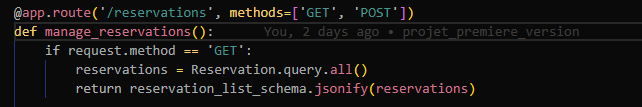 @app.route('/reservations', methods=['GET', 'POST'])
def manage_reservations(): You, 2 days ago • projet_premiere_version
    if request.method == 'GET':
        reservations = Reservation.query.all()
        return reservation_list_schema.jsonify(reservations)